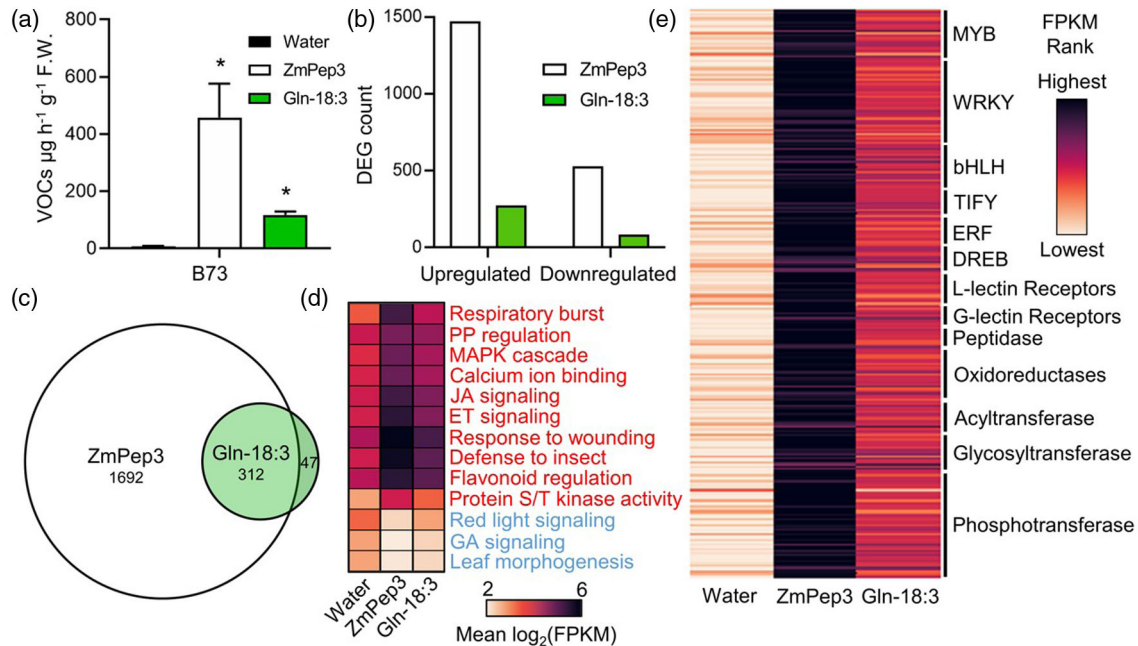 (a)
VOCs µg h⁻¹ g⁻¹ F.W.
800
600
400
200
0
Water
ZmPep3
Gln-18:3
*
*
B73
(b)
DEG count
1500
1000
500
0
ZmPep3
Gln-18:3
Upregulated Downregulated
(c)
ZmPep3
1692
Gln-18:3
312
47
(d)
Respiratory burst
PP regulation
MAPK cascade
Calcium ion binding
JA signaling
ET signaling
Response to wounding
Defense to insect
Flavonoid regulation
Protein S/T kinase activity
Red light signaling
GA signaling
Leaf morphogenesis
Water
ZmPep3
Gln-18:3
2 6
Mean log₂(FPKM)
(e)
MYB
WRKY
bHLH
TIFY
ERF
DREB
L-lectin Receptors
G-lectin Receptors
Peptidase
Oxidoreductases
Acyltransferase
Glycosyltransferase
Phosphotransferase
Water ZmPep3 Gln-18:3
FPKM
Rank
Highest
Lowest